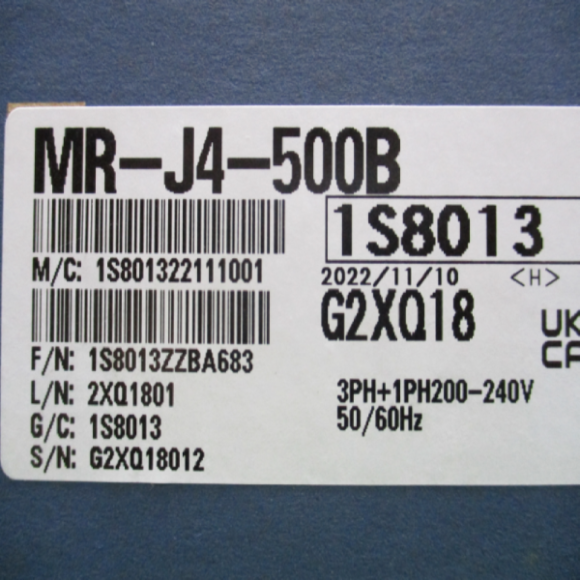 MR-J4-500B
1S8013
M/C: 1S801322111001
2022/11/10 <H>
G2XQ18
UK
CA
F/N: 1S8013ZZBA683
L/N: 2XQ1801
3PH+1PH200-240V
G/C: 1S8013
50/60Hz
S/N: G2XQ18012